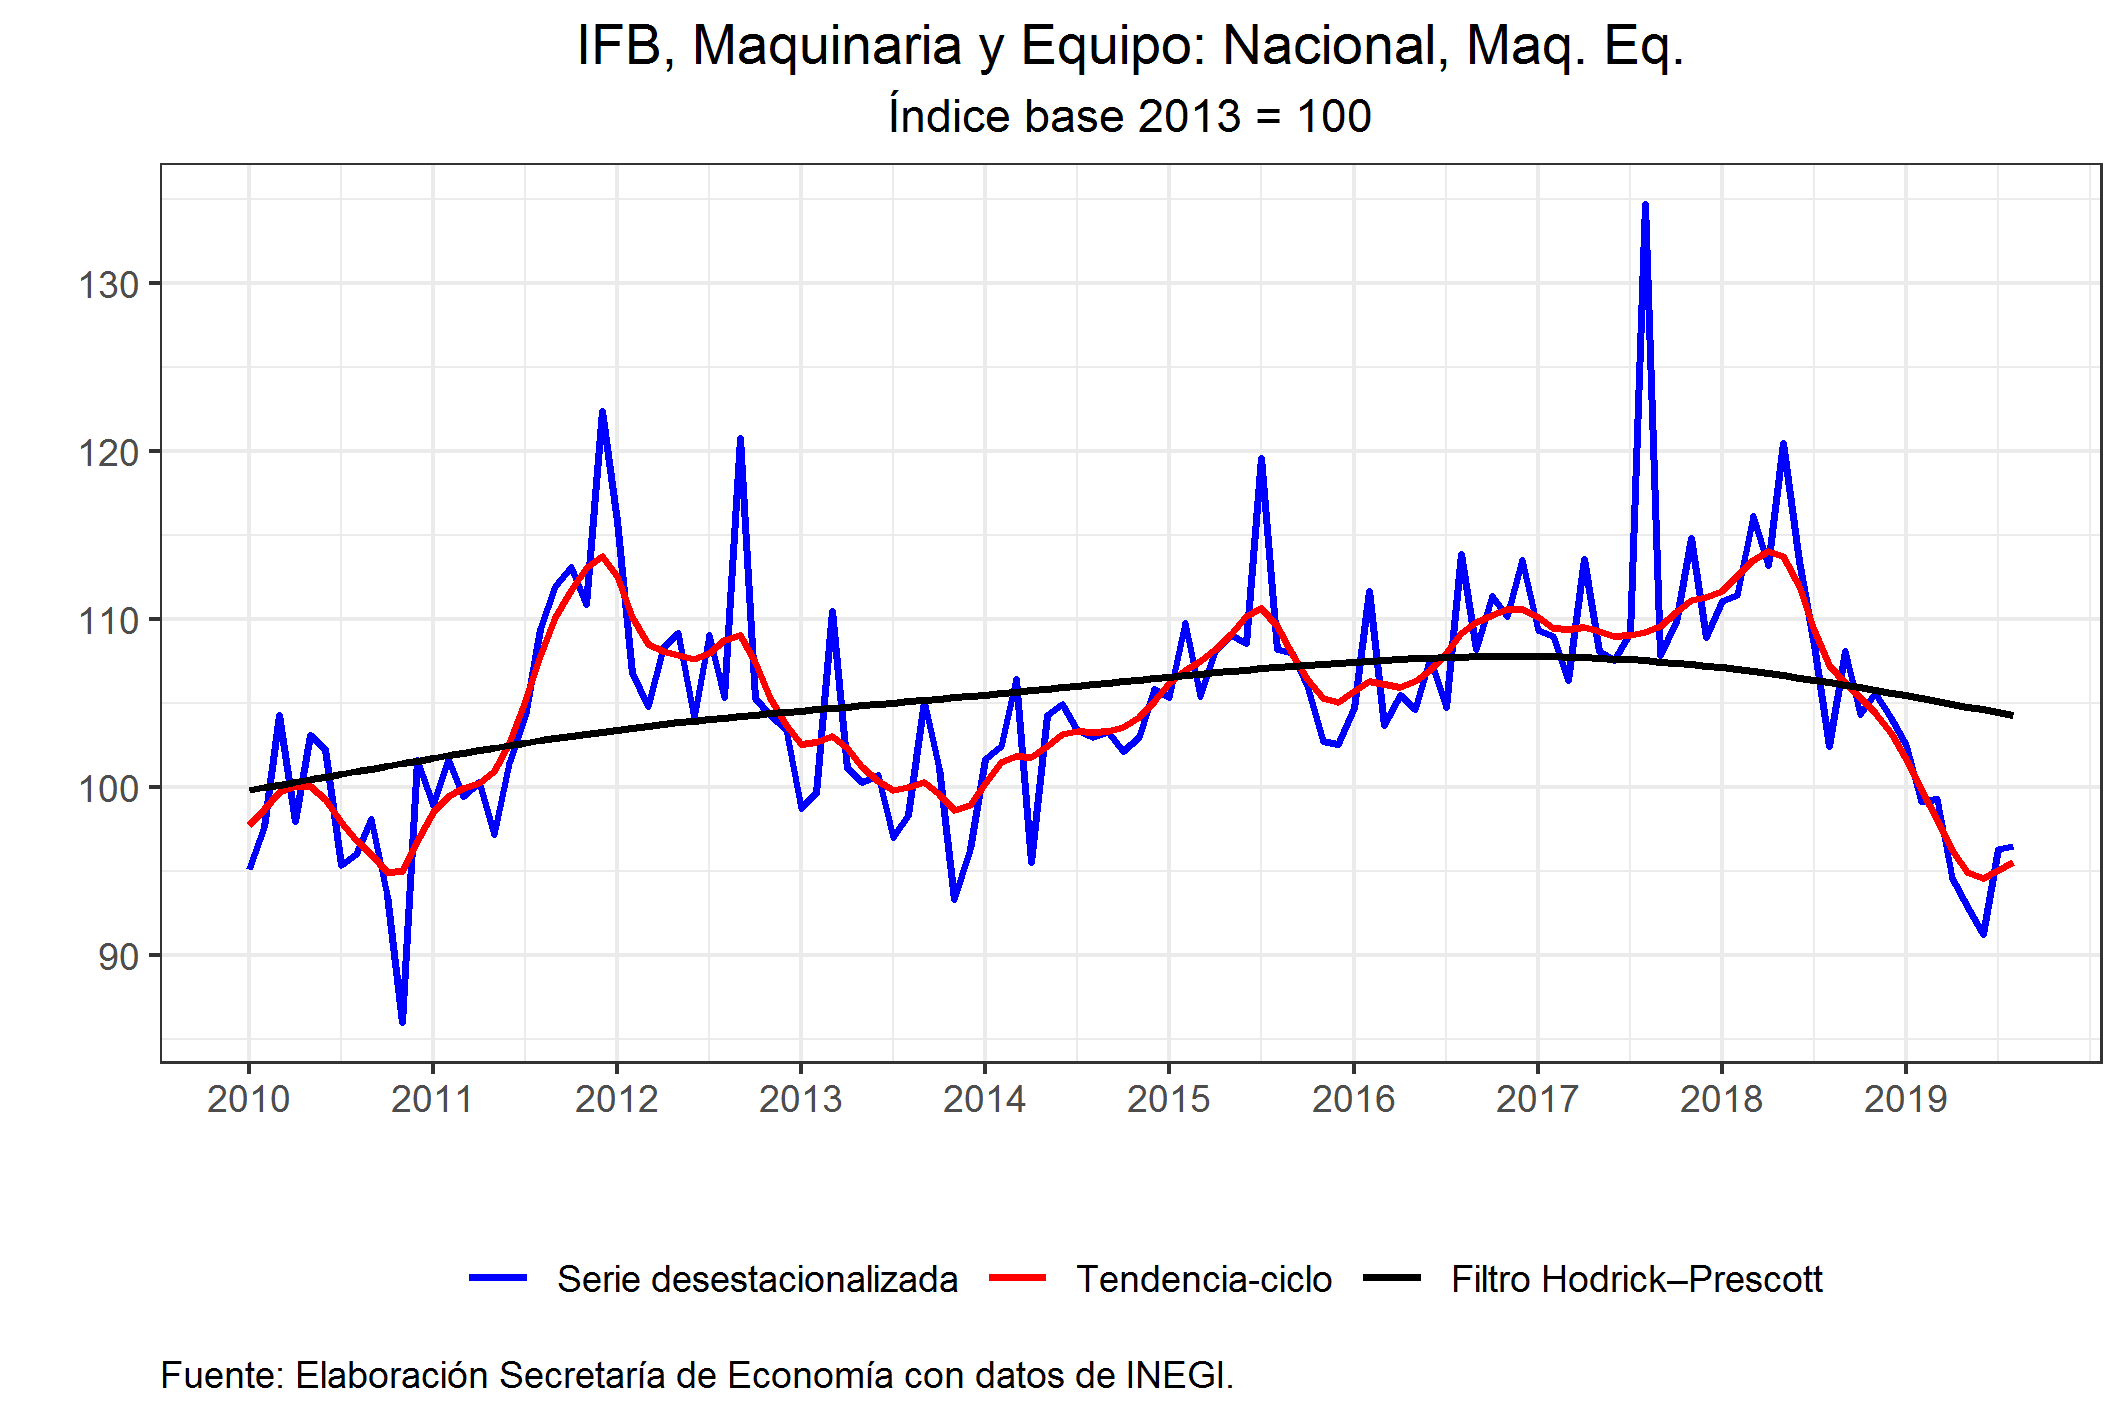 IFB, Maquinaria y Equipo: Nacional, Maq. Eq.
Índice base 2013 = 100
130
120
110
100
90
2010 2011 2012 2013 2014 2015 2016 2017 2018 2019
Serie desestacionalizada Tendencia-ciclo Filtro Hodrick–Prescott
Fuente: Elaboración Secretaría de Economía con datos de INEGI.